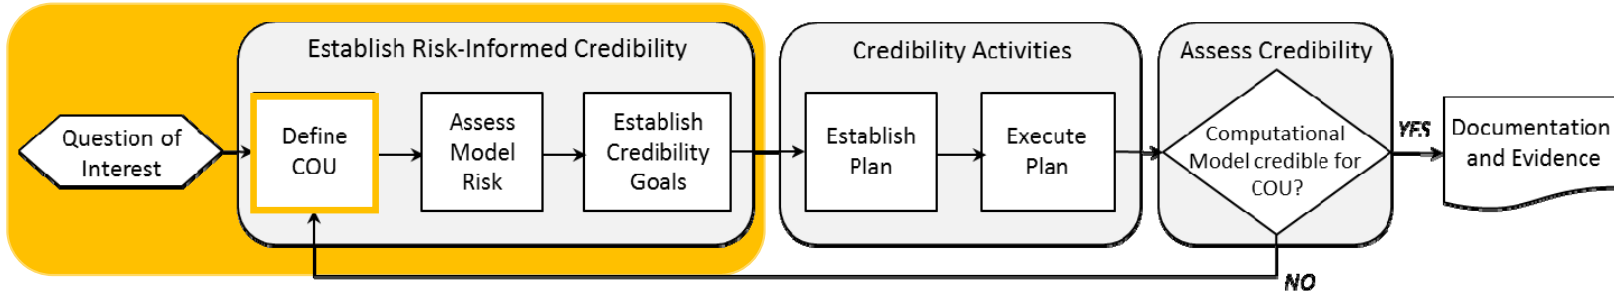 Establish Risk-Informed Credibility
Credibility Activities
Assess Credibility
Question of
Interest
Define
COU
Assess
Model
Risk
Establish
Credibility
Goals
Establish
Plan
Execute
Plan
Computational
Model credible for
COU?
YES
Documentation
and Evidence
NO